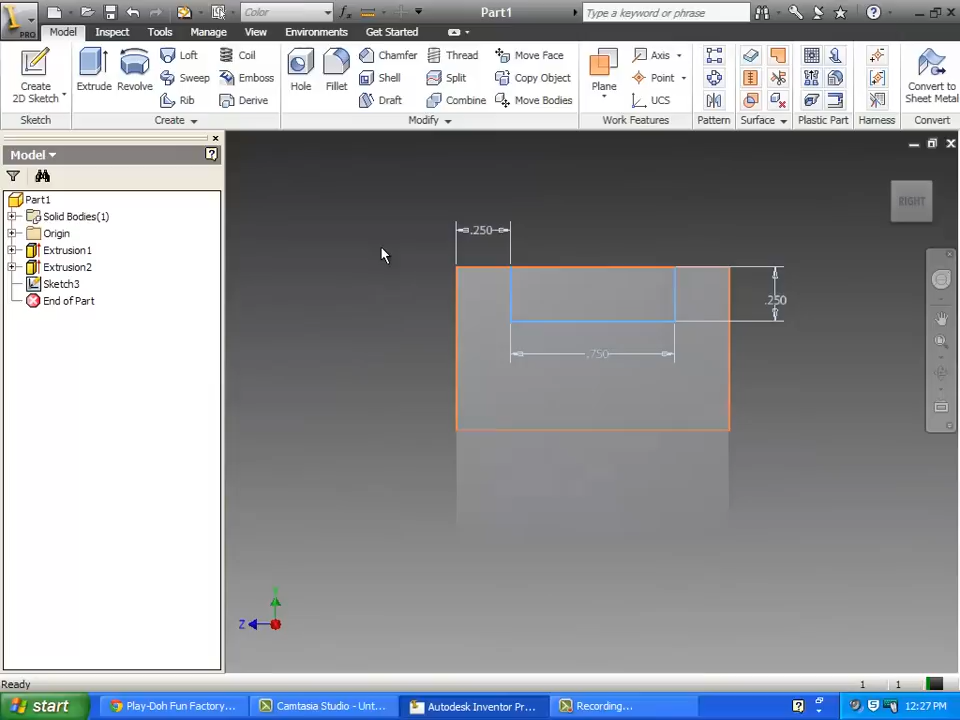 Color
Part1
Type a keyword or phrase
PRO
Model
Inspect
Tools
Manage
View
Environments
Get Started
Create
2D Sketch
Extrude
Revolve
Loft
Sweep
Rib
Coil
Emboss
Derive
Hole
Fillet
Chamfer
Shell
Draft
Thread
Split
Combine
Move Face
Copy Object
Move Bodies
Plane
Axis
Point
UCS
Convert to
Sheet Metal
Sketch
Create
Modify
Work Features
Pattern
Surface
Plastic Part
Harness
Convert
Model
Part1
Solid Bodies(1)
Origin
Extrusion1
Extrusion2
Sketch3
End of Part
RIGHT
.250
.250
.750
Z
Ready
1
1
start
Play-Doh Fun Factory...
Camtasia Studio - Unt...
Autodesk Inventor Pr...
Recording...
12:27 PM